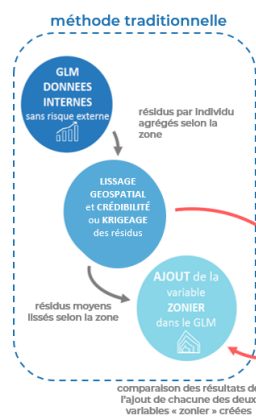 méthode traditionnelle
GLM
DONNEES
INTERNES
sans risque externe
résidus par individu
agrégés selon la
zone
LISSAGE
GEOSPATIAL
et CRÉDIBILITÉ
ou KRIGEAGE
des résidus
AJOUT de la
variable
ZONIER
dans le GLM
résidus moyens
lissés selon la zone
comparaison des résultats de
l'ajout de chacune des deux
variables « zonier » créées